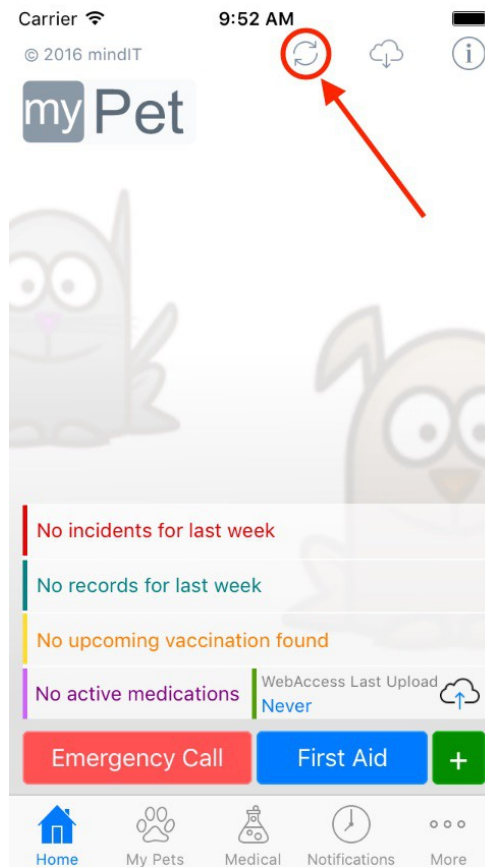 Carrier 9:52 AM
© 2016 mindIT
i
my Pet
No incidents for last week
No records for last week
No upcoming vaccination found
No active medications
WebAccess Last Upload
Never
Emergency Call First Aid +
Home My Pets Medical Notifications More